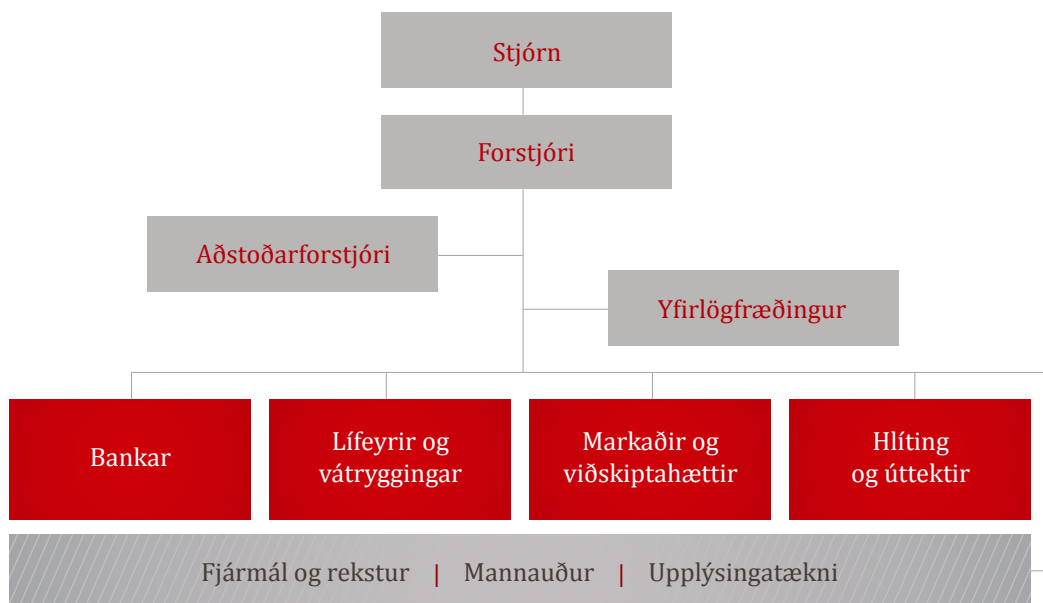 Stjórn
Forstjóri
Aðstoðarforstjóri
Yfirlögfræðingur
Bankar
Lífeyrir og
vátryggingar
Markaðir og
viðskiptahættir
Hlíting
og úttektir
Fjármál og rekstur | Mannauður | Upplýsingatækni